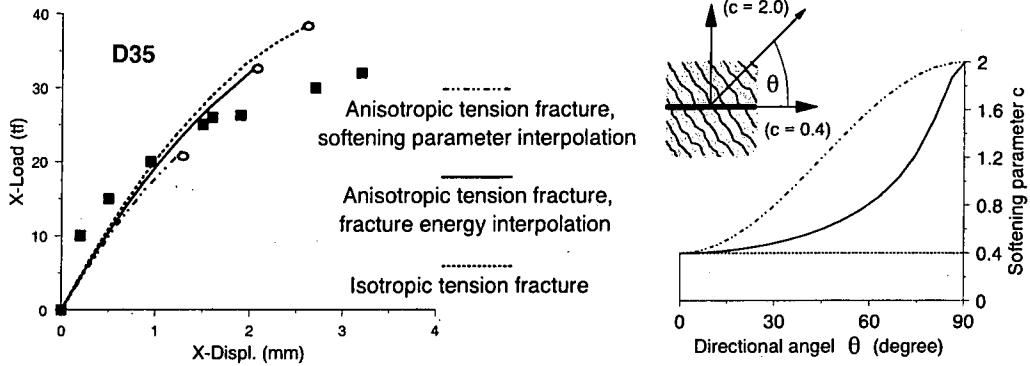 D35
40
30
20
10
0
X-Load (tf)
0
1
2
3
4
X-Displ. (mm)
Anisotropic tension fracture,
softening parameter interpolation
Anisotropic tension fracture,
fracture energy interpolation
Isotropic tension fracture
(c = 2.0)
θ
(c = 0.4)
2
1.6
1.2
0.8
0.4
0
Softening parameter c
0
30
60
90
Directional angel θ (degree)